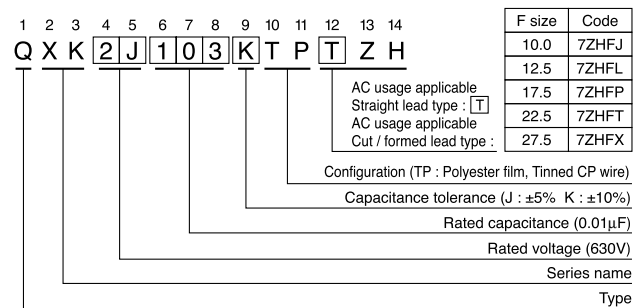 1 2 3 4 5 6 7 8 9 10 11 12 13 14
Q X K 2 J 1 0 3 K T P T Z H
F size Code
10.0 7ZHFJ
12.5 7ZHFL
17.5 7ZHFP
22.5 7ZHFT
27.5 7ZHFX
AC usage applicable
Straight lead type : T
AC usage applicable
Cut / formed lead type :
Configuration (TP : Polyester film, Tinned CP wire)
Capacitance tolerance (J : ±5% K : ±10%)
Rated capacitance (0.01μF)
Rated voltage (630V)
Series name
Type